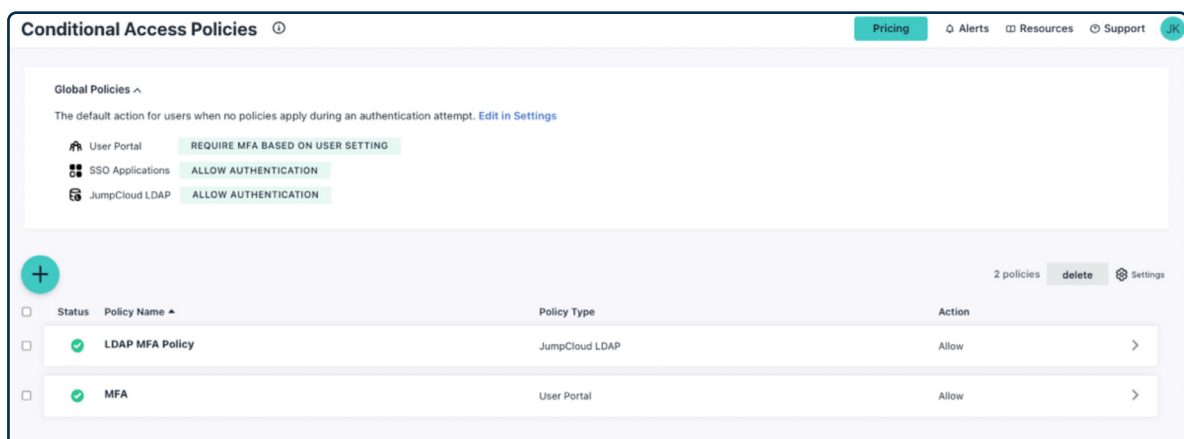 Conditional Access Policies
Pricing Alerts Resources Support JK
Global Policies
The default action for users when no policies apply during an authentication attempt. Edit in Settings
User Portal REQUIRE MFA BASED ON USER SETTING
SSO Applications ALLOW AUTHENTICATION
JumpCloud LDAP ALLOW AUTHENTICATION
2 policies delete Settings
Status Policy Name Policy Type Action
LDAP MFA Policy JumpCloud LDAP Allow
MFA User Portal Allow